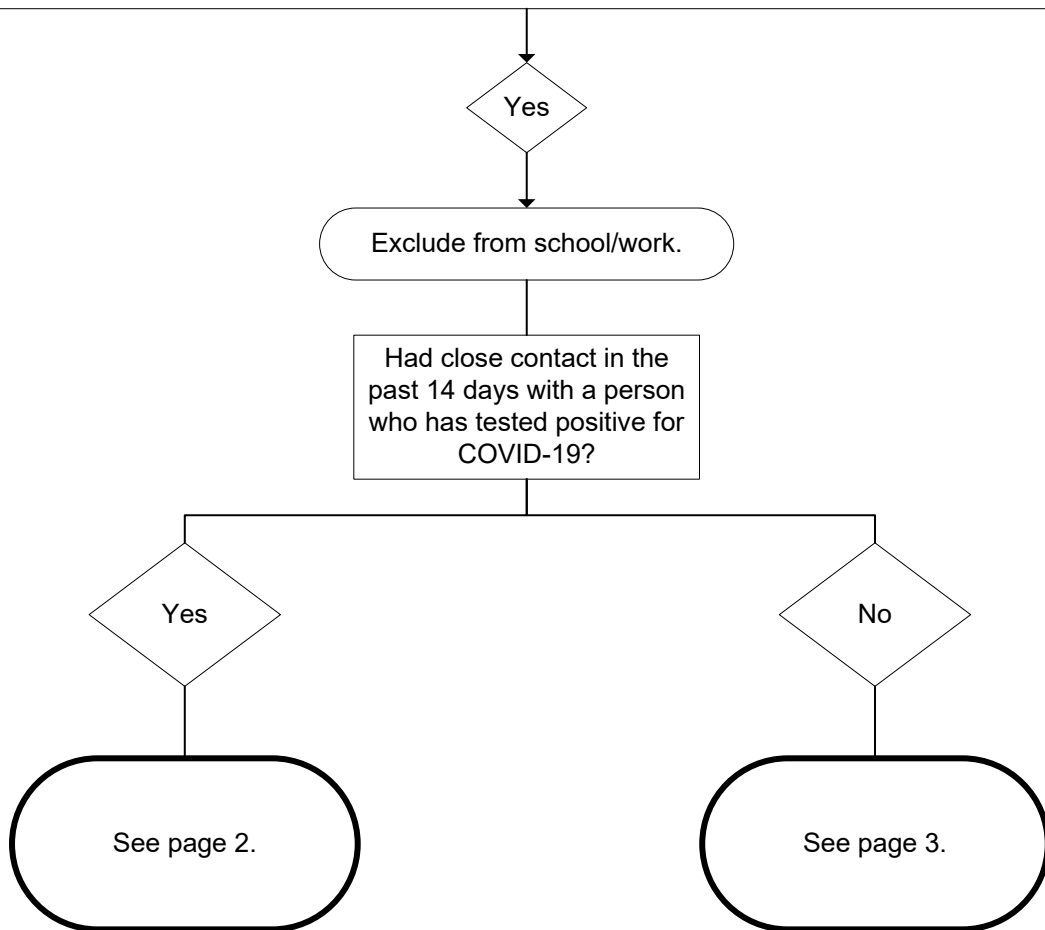 Yes
Exclude from school/work.
Had close contact in the
past 14 days with a person
who has tested positive for
COVID-19?
Yes
No
See page 2.
See page 3.